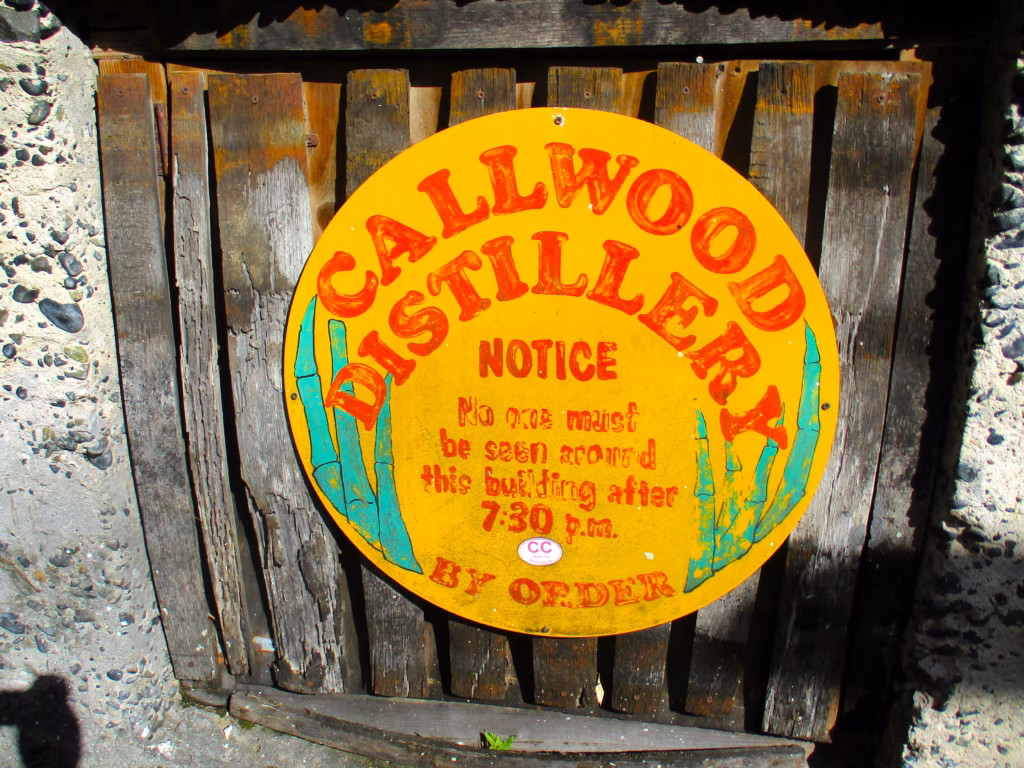 CALLWOOD
DISTILLERY
NOTICE
No one must
be seen around
this building after
7:30 p.m.
CC
BY ORDER